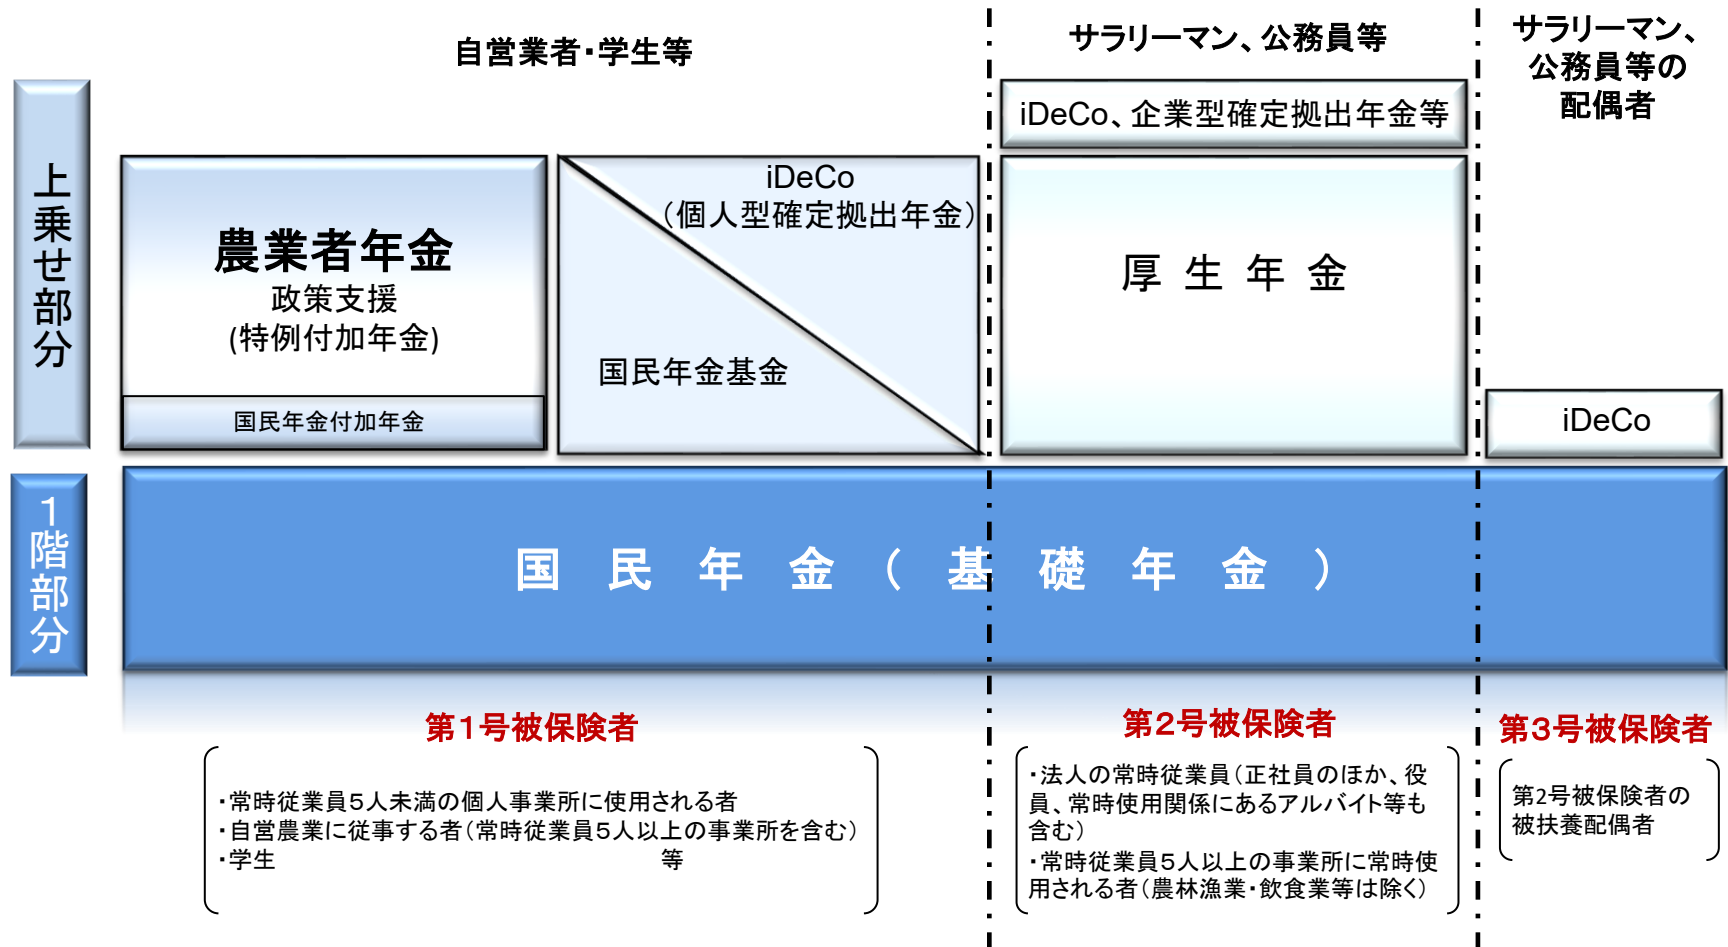 自営業者・学生等
サラリーマン、公務員等
サラリーマン、
公務員等の
配偶者
上乗せ部分
農業者年金
政策支援
(特例付加年金)
国民年金付加年金
iDeCo
（個人型確定拠出年金）
国民年金基金
iDeCo、企業型確定拠出年金等
厚生年金
iDeCo
１階部分
国民年金（基礎年金）
第１号被保険者
・常時従業員５人未満の個人事業所に使用される者
・自営農業に従事する者（常時従業員５人以上の事業所を含む）
・学生 等
第２号被保険者
・法人の常時従業員（正社員のほか、役
員、常時使用関係にあるアルバイト等も
含む）
・常時従業員５人以上の事業所に常時使
用される者（農林漁業・飲食業等は除く）
第３号被保険者
第2号被保険者の
被扶養配偶者